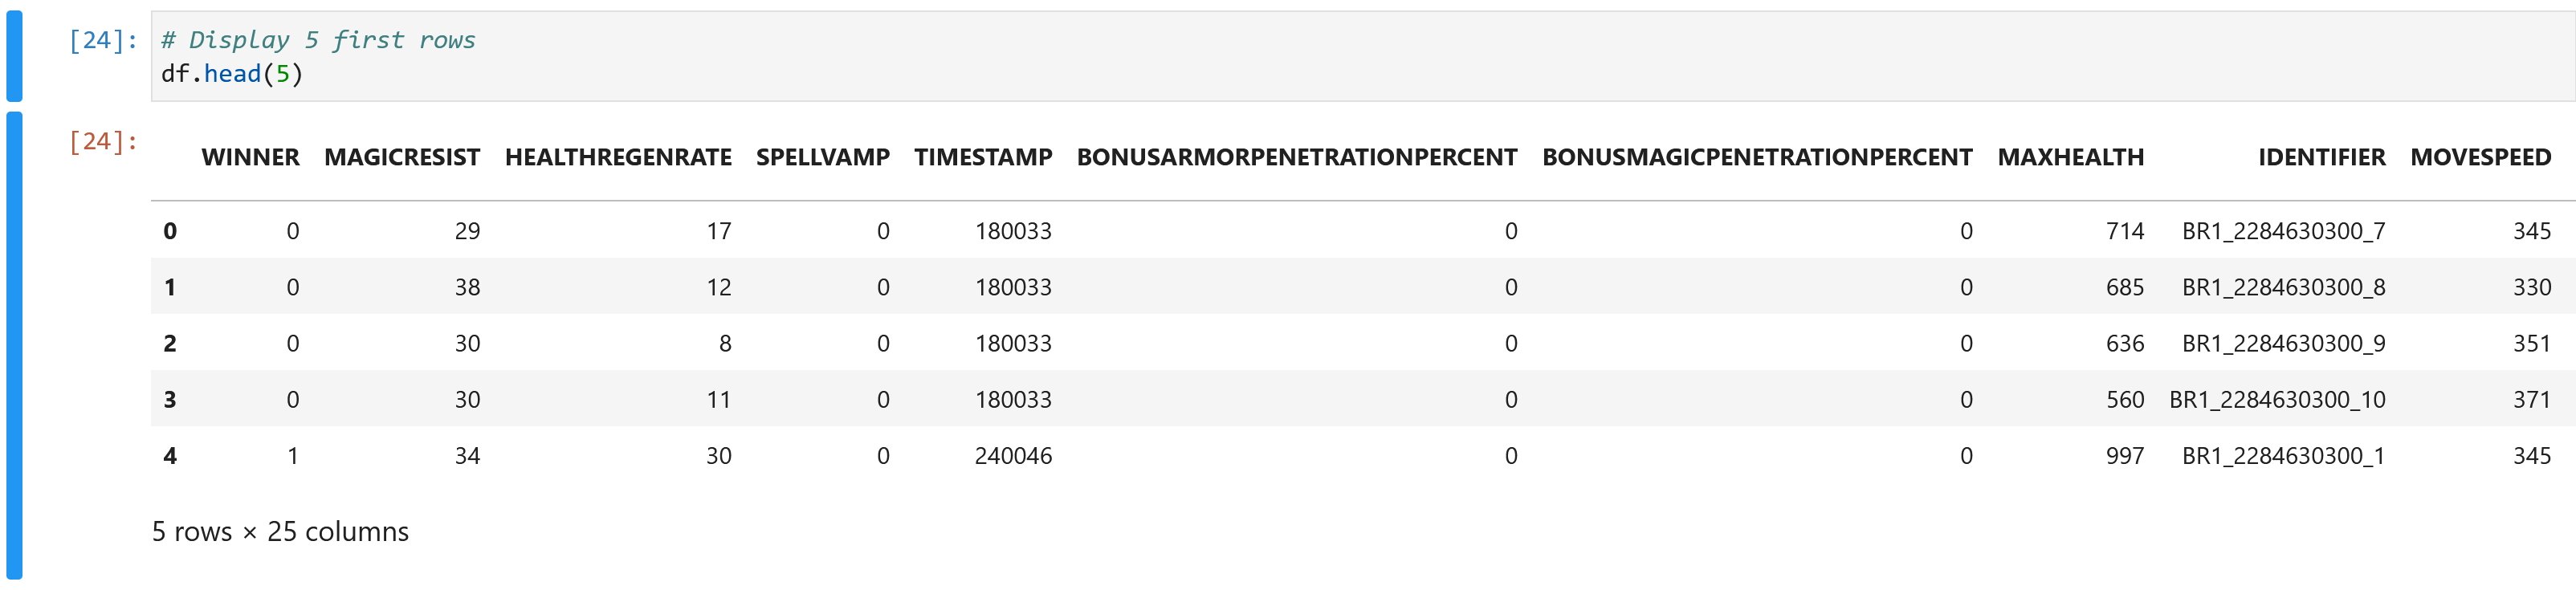 [24]: # Display 5 first rows
df.head(5)
[24]:
WINNER MAGICRESIST HEALTHREGENRATE SPELLVAMP TIMESTAMP BONUSARMORPENETRATIONPERCENT BONUSMAGICPENETRATIONPERCENT MAXHEALTH IDENTIFIER MOVESPEED
0 0 29 17 0 180033 0 0 714 BR1_2284630300_7 345
1 0 38 12 0 180033 0 0 685 BR1_2284630300_8 330
2 0 30 8 0 180033 0 0 636 BR1_2284630300_9 351
3 0 30 11 0 180033 0 0 560 BR1_2284630300_10 371
4 1 34 30 0 240046 0 0 997 BR1_2284630300_1 345
5 rows × 25 columns